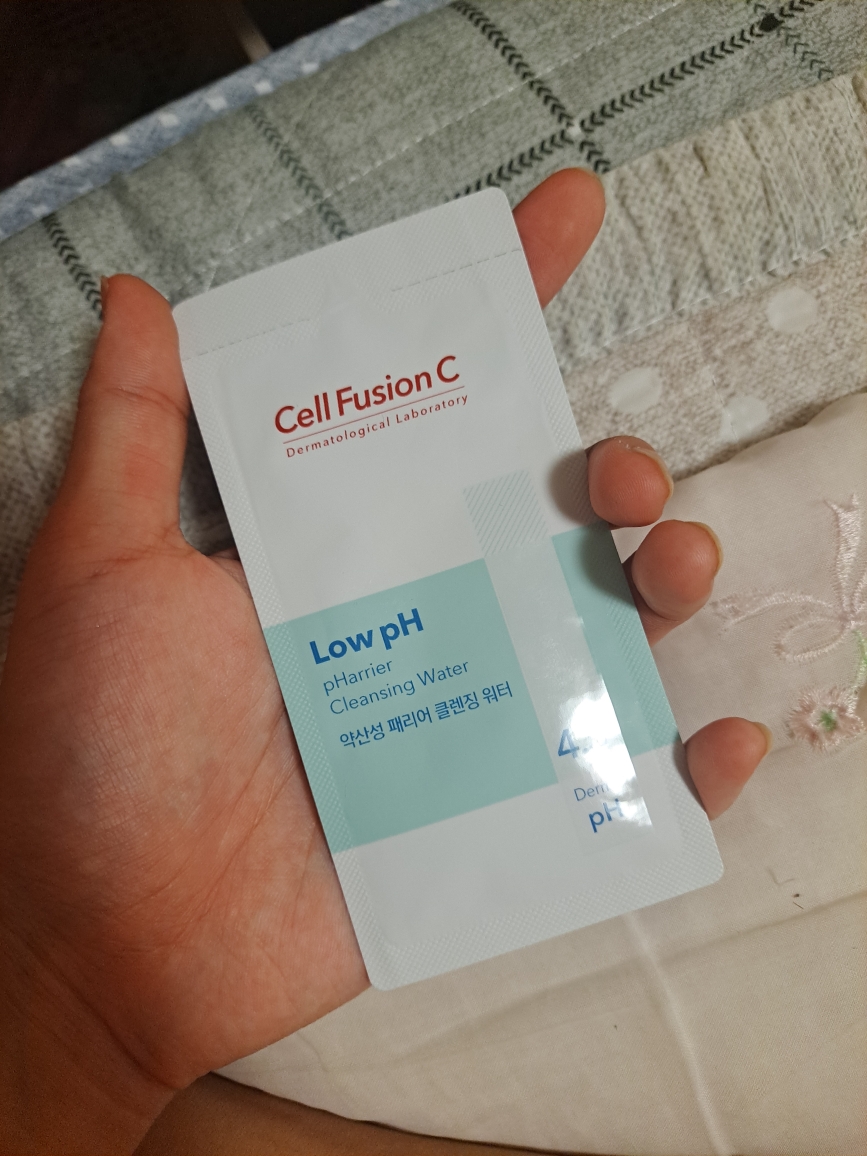 Cell Fusion C
Dermatological Laboratory
Low pH
pHarrier
Cleansing Water
약산성 패리어 클렌징 워터
pH